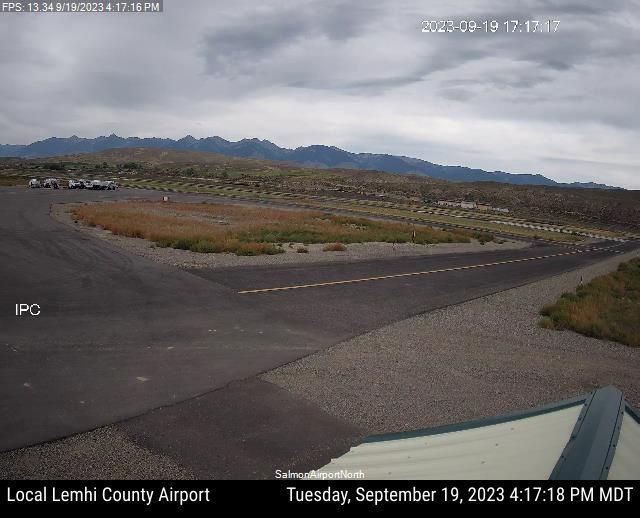 FPS: 13.34 9/19/2023 4:17:16 PM
2023-09-19 17:17:17
IPC
SalmonAirportNorth
Local Lemhi County Airport Tuesday, September 19, 2023 4:17:18 PM MDT